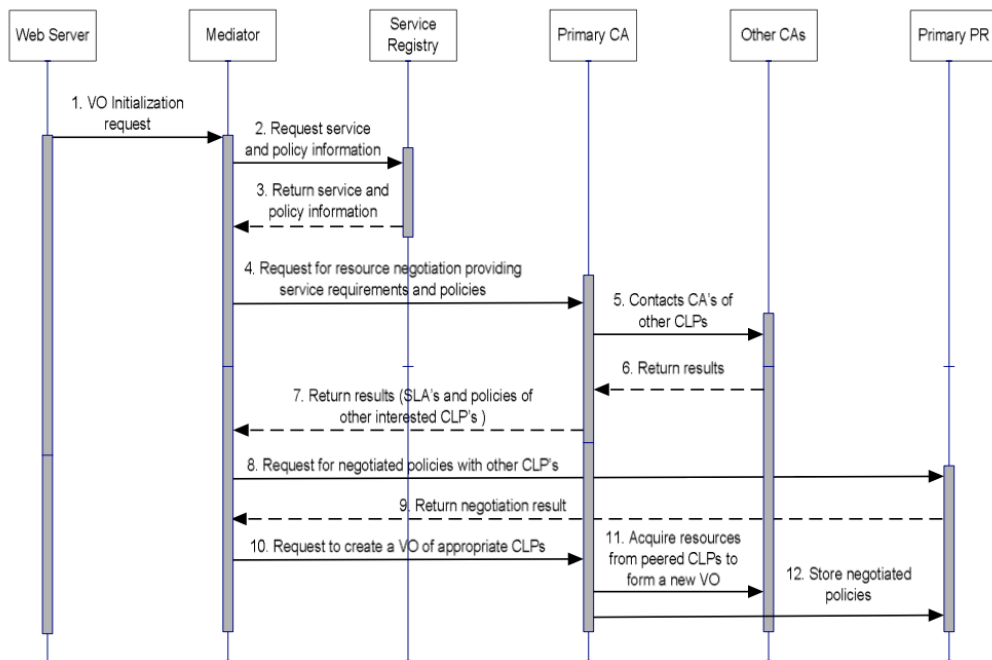 Web Server
Mediator
Service
Registry
Primary CA
Other CAs
Primary PR
1. VO Initialization
request
2. Request service
and policy information
3. Return service and
policy information
4. Request for resource negotiation providing
service requirements and policies
5. Contacts CA's of
other CLPs
6. Return results
7. Return results (SLA's and policies of
other interested CLP's )
8. Request for negotiated policies with other CLP's
9. Return negotiation result
10. Request to create a VO of appropriate CLPs
11. Acquire resources
from peered CLPs to
form a new VO
12. Store negotiated
policies